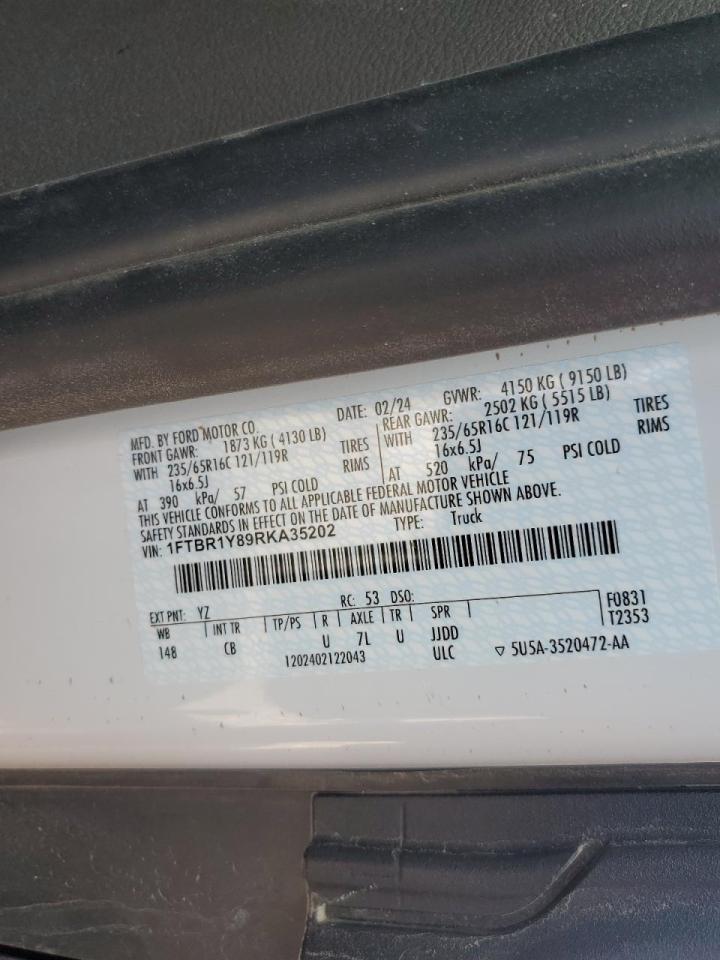 MFD. BY FORD MOTOR CO.
DATE: 02/24 GVWR: 4150 KG ( 9150 LB)
FRONT GAWR: 1873 KG ( 4130 LB)
REAR GAWR: 2502 KG ( 5515 LB)
WITH 235/65R16C 121/119R TIRES
WITH 235/65R16C 121/119R TIRES
16x6.5J RIMS
16x6.5J RIMS
AT 390 kPa/ 57 PSI COLD
AT 520 kPa/ 75 PSI COLD
THIS VEHICLE CONFORMS TO ALL APPLICABLE FEDERAL MOTOR VEHICLE
SAFETY STANDARDS IN EFFECT ON THE DATE OF MANUFACTURE SHOWN ABOVE.
VIN: 1FTBR1Y89RKA35202 TYPE: Truck
EXT PNT: YZ RC: 53 DSO: F0831
WB INT TR TP/PS R AXLE TR SPR T2353
148 CB U 7L U JJDD
1202402122043 ULC ▽ 5U5A-3520472-AA